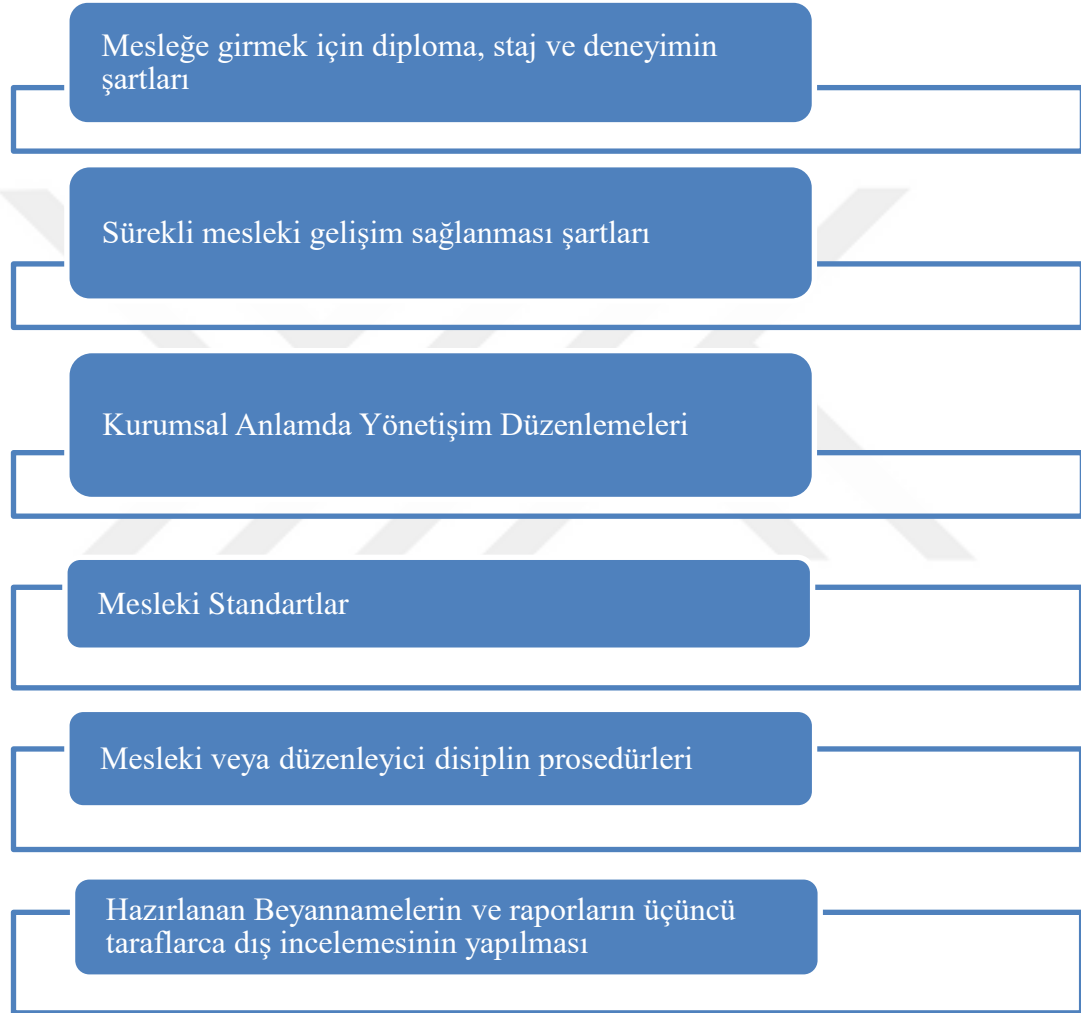 Mesleğe girmek için diploma, staj ve deneyimin
şartları
Sürekli mesleki gelişim sağlanması şartları
Kurumsal Anlamda Yönetişim Düzenlemeleri
Mesleki Standartlar
Mesleki veya düzenleyici disiplin prosedürleri
Hazırlanan Beyannamelerin ve raporların üçüncü
taraflarca dış incelemesinin yapılması